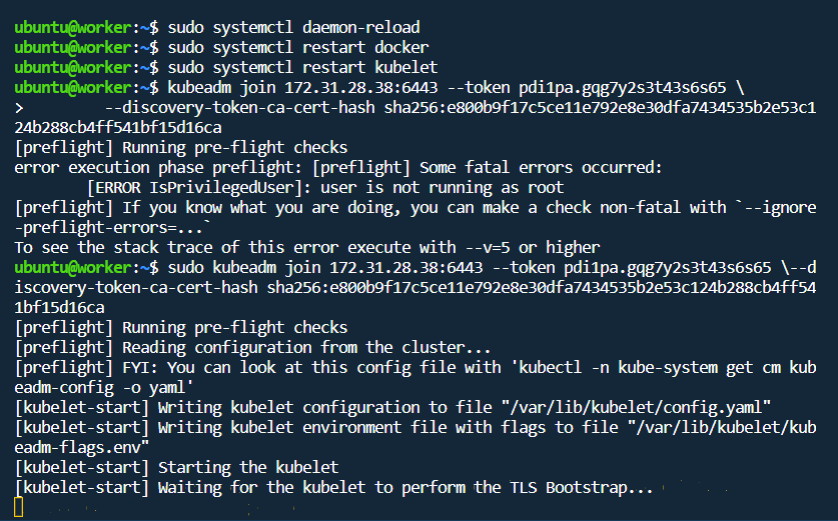 ubuntu@worker:~$ sudo systemctl daemon-reload
ubuntu@worker:~$ sudo systemctl restart docker
ubuntu@worker:~$ sudo systemctl restart kubelet
ubuntu@worker:~$ kubeadm join 172.31.28.38:6443 --token pdi1pa.gqg7y2s3t43s6s65 \
>         --discovery-token-ca-cert-hash sha256:e800b9f17c5ce11e792e8e30dfa7434535b2e53c1
24b288cb4ff541bf15d16ca
[preflight] Running pre-flight checks
error execution phase preflight: [preflight] Some fatal errors occurred:
        [ERROR IsPrivilegedUser]: user is not running as root
[preflight] If you know what you are doing, you can make a check non-fatal with `--ignore
-preflight-errors=...`
To see the stack trace of this error execute with --v=5 or higher
ubuntu@worker:~$ sudo kubeadm join 172.31.28.38:6443 --token pdi1pa.gqg7y2s3t43s6s65 \--d
iscovery-token-ca-cert-hash sha256:e800b9f17c5ce11e792e8e30dfa7434535b2e53c124b288cb4ff54
1bf15d16ca
[preflight] Running pre-flight checks
[preflight] Reading configuration from the cluster...
[preflight] FYI: You can look at this config file with 'kubectl -n kube-system get cm kub
eadm-config -o yaml'
[kubelet-start] Writing kubelet configuration to file "/var/lib/kubelet/config.yaml"
[kubelet-start] Writing kubelet environment file with flags to file "/var/lib/kubelet/kub
eadm-flags.env"
[kubelet-start] Starting the kubelet
[kubelet-start] Waiting for the kubelet to perform the TLS Bootstrap...